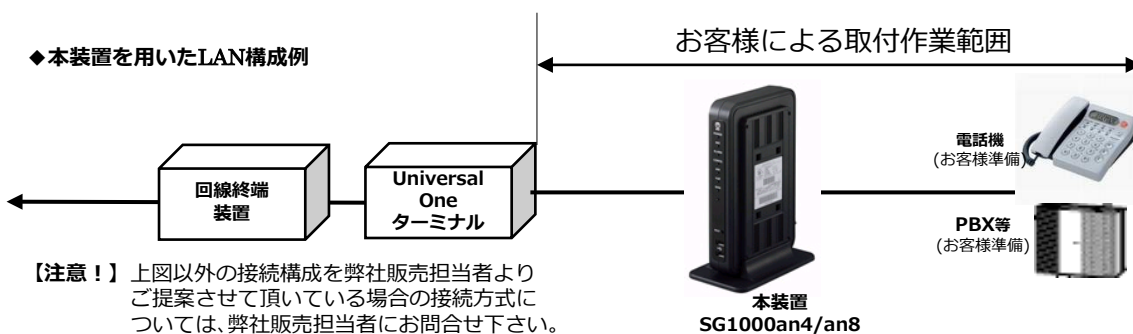 ◆本装置を用いたLAN構成例
お客様による取付作業範囲
回線終端
装置
Universal
One
ターミナル
電話機
(お客様準備)
PBX等
(お客様準備)
本装置
SG1000an4/an8
【注意！】上図以外の接続構成を弊社販売担当者より
ご提案させて頂いている場合の接続方式に
ついては、弊社販売担当者にお問合せ下さい。